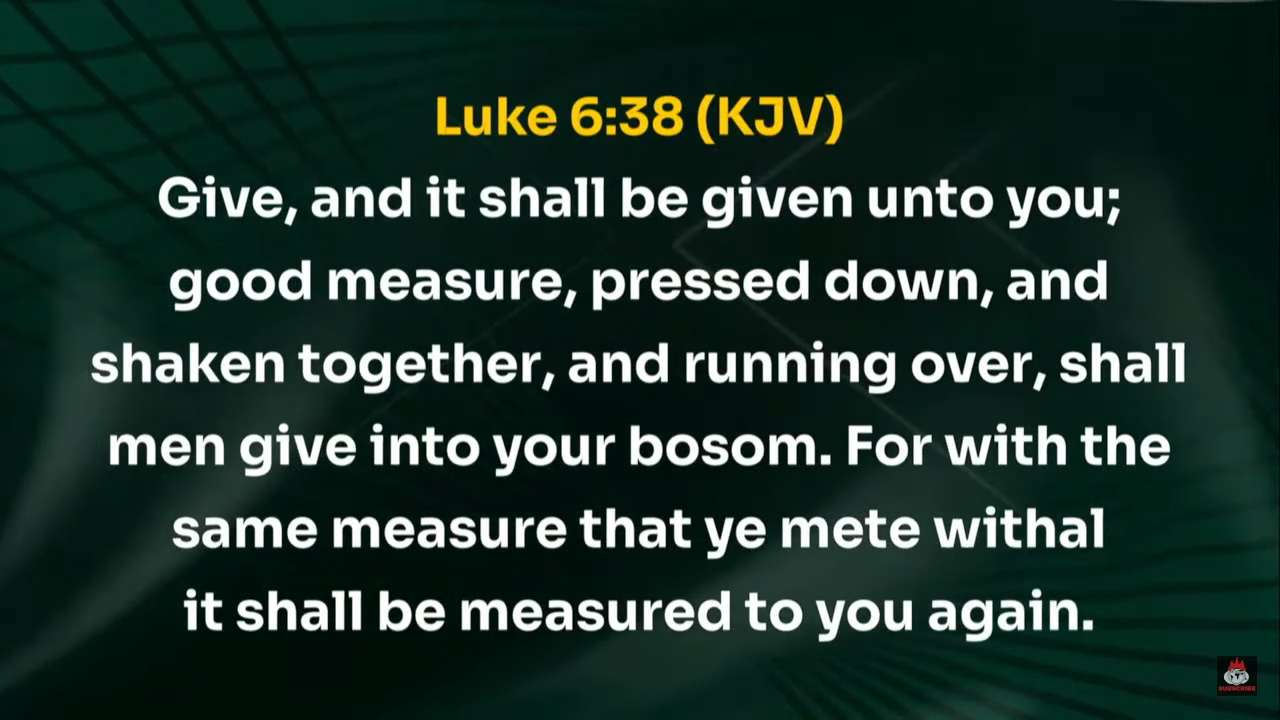 Luke 6:38 (KJV)
Give, and it shall be given unto you;
good measure, pressed down, and
shaken together, and running over, shall
men give into your bosom. For with the
same measure that ye mete withal
it shall be measured to you again.
SUBSCRIBE